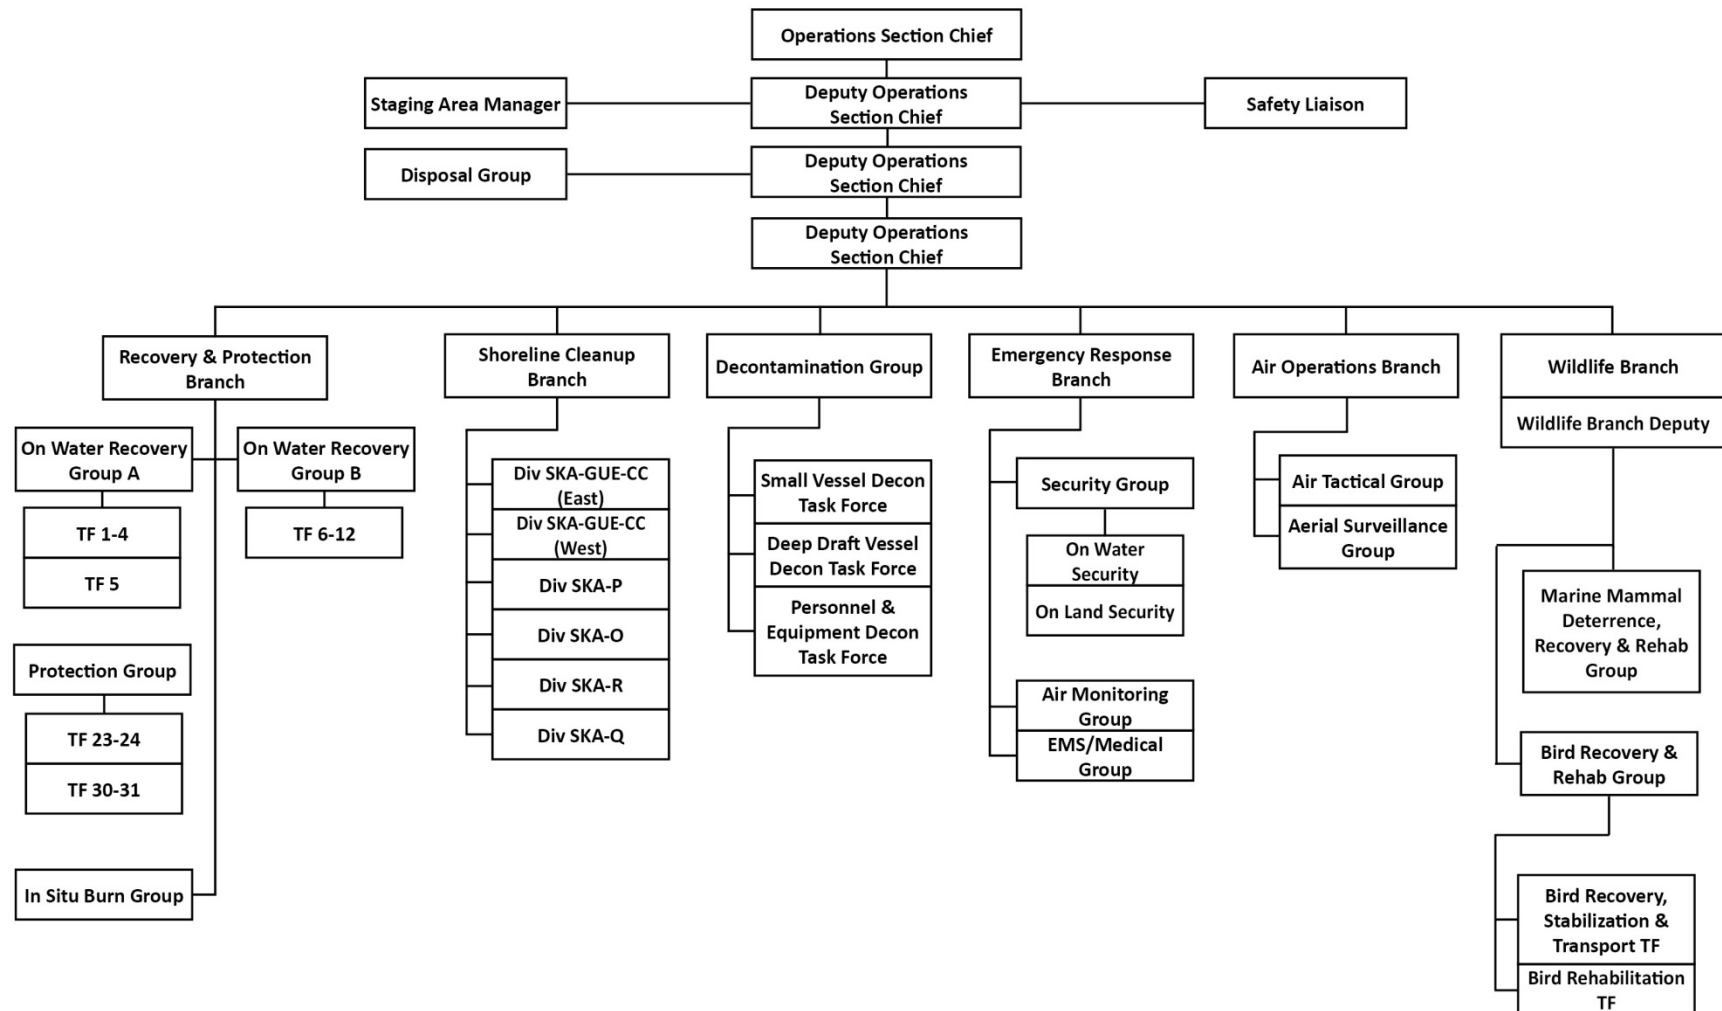 Operations Section Chief
Staging Area Manager
Deputy Operations
Section Chief
Safety Liaison
Disposal Group
Deputy Operations
Section Chief
Deputy Operations
Section Chief
Recovery & Protection
Branch
On Water Recovery
Group A
TF 1-4
TF 5
On Water Recovery
Group B
TF 6-12
Protection Group
TF 23-24
TF 30-31
In Situ Burn Group
Shoreline Cleanup
Branch
Div SKA-GUE-CC
(East)
Div SKA-GUE-CC
(West)
Div SKA-P
Div SKA-O
Div SKA-R
Div SKA-Q
Decontamination Group
Small Vessel Decon
Task Force
Deep Draft Vessel
Decon Task Force
Personnel &
Equipment Decon
Task Force
Emergency Response
Branch
Security Group
On Water
Security
On Land Security
Air Monitoring
Group
EMS/Medical
Group
Air Operations Branch
Air Tactical Group
Aerial Surveillance
Group
Wildlife Branch
Wildlife Branch Deputy
Marine Mammal
Deterrence,
Recovery & Rehab
Group
Bird Recovery &
Rehab Group
Bird Recovery,
Stabilization &
Transport TF
Bird Rehabilitation
TF